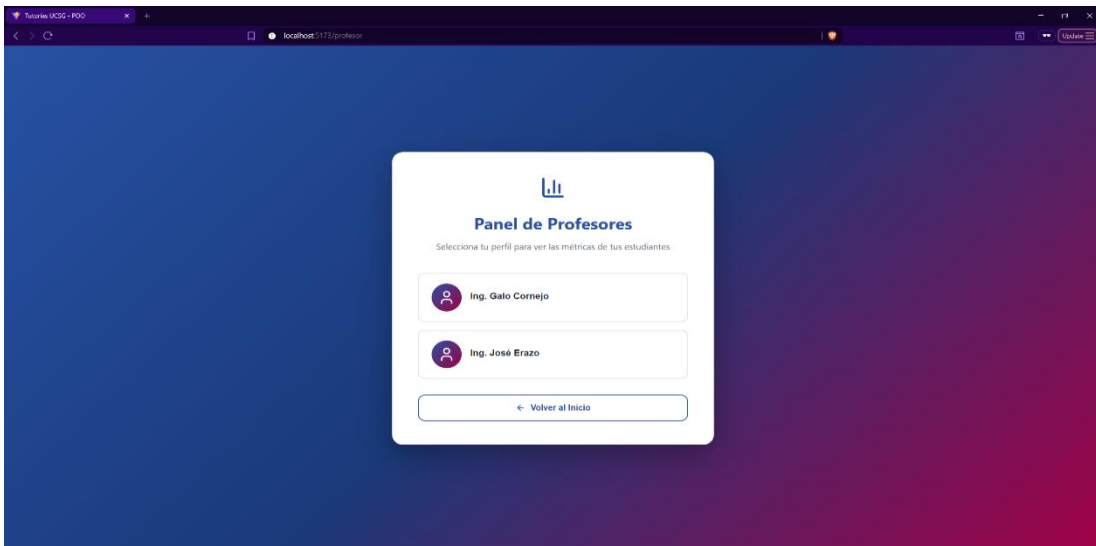 Tutorías UCSG - POO
localhost:5173/profesor
Update
Panel de Profesores
Selecciona tu perfil para ver las métricas de tus estudiantes
Ing. Galo Cornejo
Ing. José Erazo
← Volver al Inicio